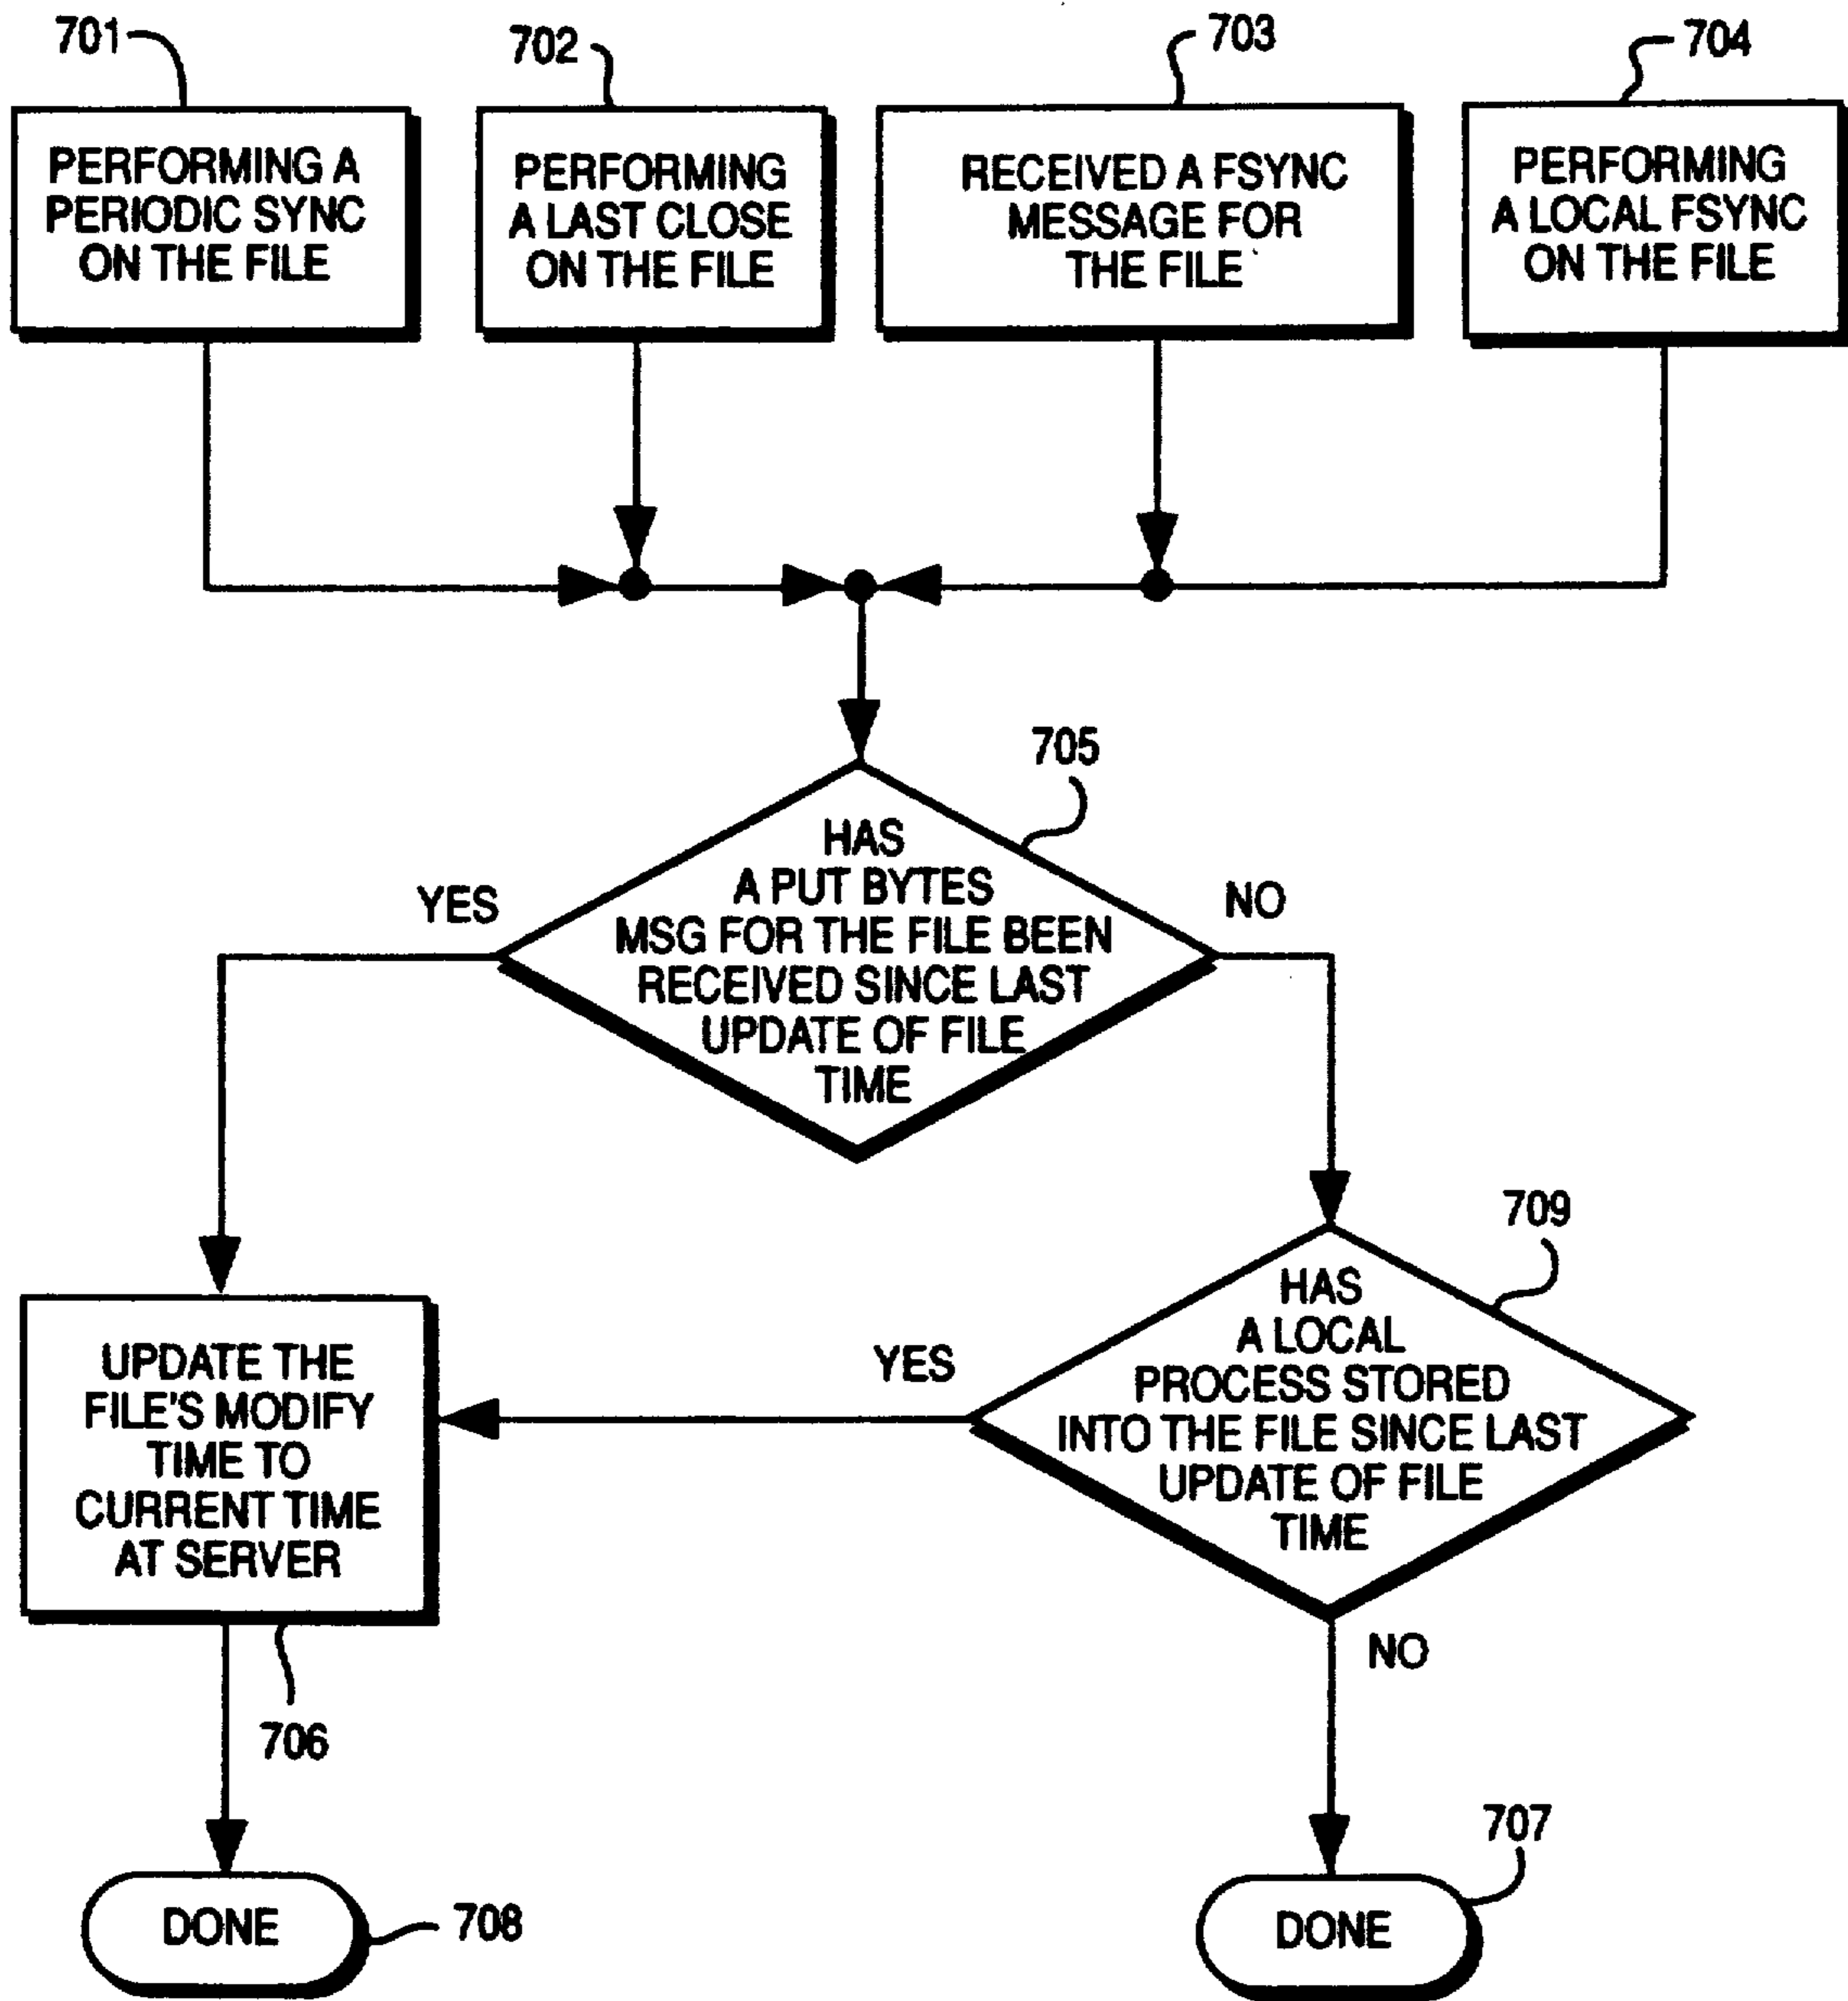 701
702
703
704
PERFORMING A
PERIODIC SYNC
ON THE FILE
PERFORMING
A LAST CLOSE
ON THE FILE
RECEIVED A FSYNC
MESSAGE FOR
THE FILE
PERFORMING
A LOCAL FSYNC
ON THE FILE
705
HAS
A PUT BYTES
MSG FOR THE FILE BEEN
RECEIVED SINCE LAST
UPDATE OF FILE
TIME
YES
NO
709
HAS
A LOCAL
PROCESS STORED
INTO THE FILE SINCE LAST
UPDATE OF FILE
TIME
YES
NO
UPDATE THE
FILE'S MODIFY
TIME TO
CURRENT TIME
AT SERVER
706
DONE
708
DONE
707